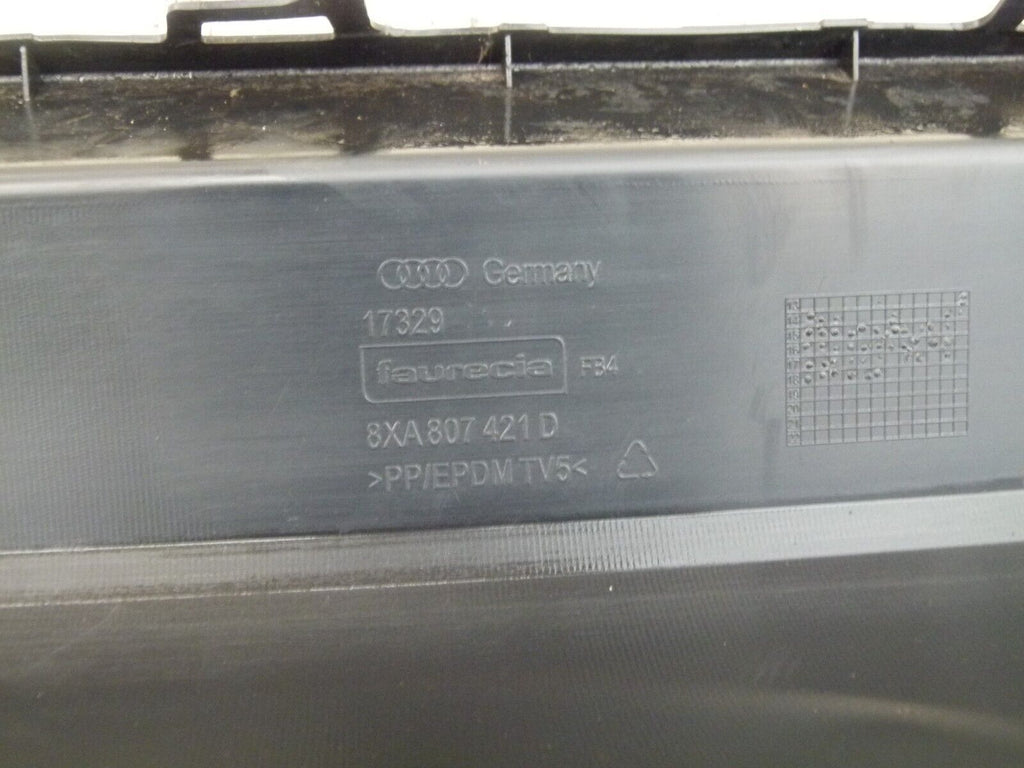 Germany
17329
faurecia FB4
8XA 807 421 D
>PP/EPDM TV5<